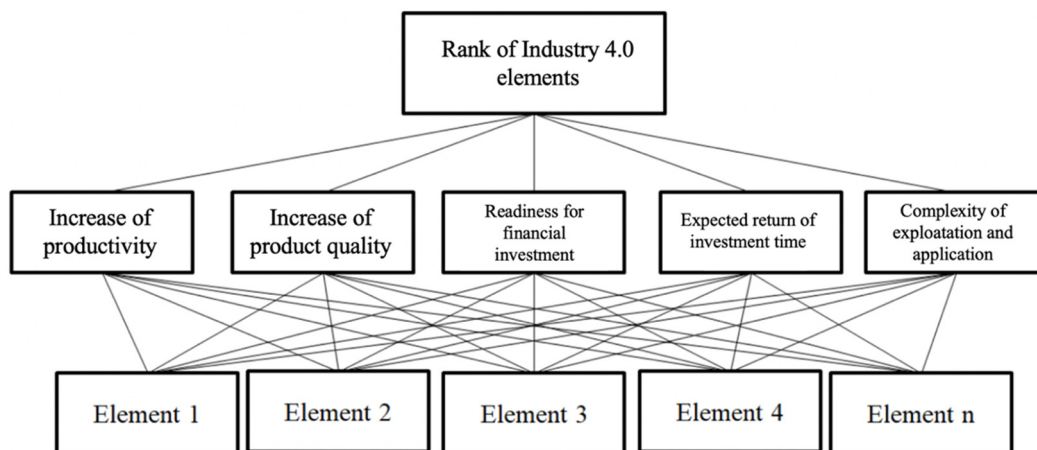 Rank of Industry 4.0
elements
Increase of
productivity
Increase of
product quality
Readiness for
financial
investment
Expected return of
investment time
Complexity of
exploatation and
application
Element 1
Element 2
Element 3
Element 4
Element n